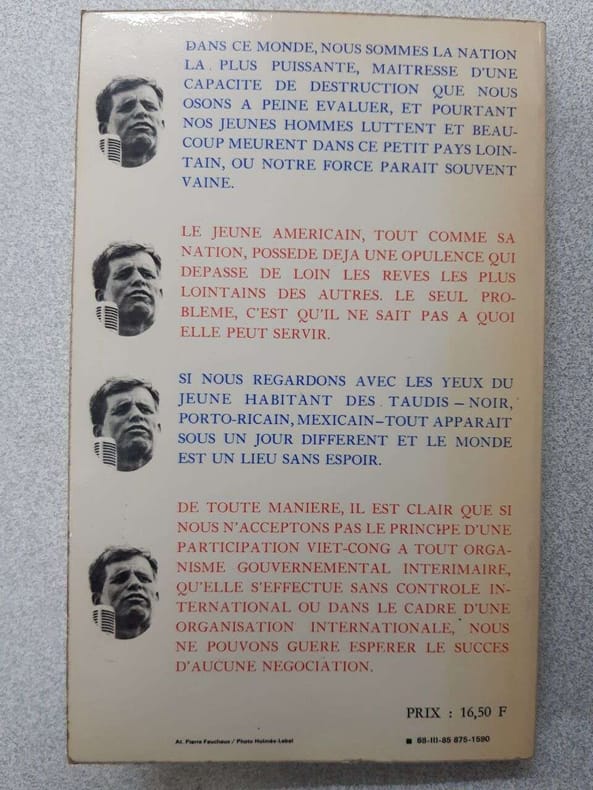 DANS CE MONDE, NOUS SOMMES LA NATION
LA PLUS PUISSANTE, MAITRESSE D'UNE
CAPACITE DE DESTRUCTION QUE NOUS
OSONS A PEINE EVALUER, ET POURTANT
NOS JEUNES HOMMES LUTTENT ET BEAU-
COUP MEURENT DANS CE PETIT PAYS LOIN-
TAIN, OU NOTRE FORCE PARAIT SOUVENT
VAINE.
LE JEUNE AMERICAIN, TOUT COMME SA
NATION, POSSEDE DEJA UNE OPULENCE QUI
DEPASSE DE LOIN LES REVES LES PLUS
LOINTAINS DES AUTRES. LE SEUL PRO-
BLEME, C'EST QU'IL NE SAIT PAS A QUOI
ELLE PEUT SERVIR.
SI NOUS REGARDONS AVEC LES YEUX DU
JEUNE HABITANT DES TAUDIS – NOIR,
PORTO-RICAIN, MEXICAIN–TOUT APPARAIT
SOUS UN JOUR DIFFERENT ET LE MONDE
EST UN LIEU SANS ESPOIR.
DE TOUTE MANIERE, IL EST CLAIR QUE SI
NOUS N'ACCEPTONS PAS LE PRINCIPE D'UNE
PARTICIPATION VIET-CONG A TOUT ORGA-
NISME GOUVERNEMENTAL INTERIMAIRE,
QU'ELLE S'EFFECTUE SANS CONTROLE IN-
TERNATIONAL OU DANS LE CADRE D'UNE
ORGANISATION INTERNATIONALE, NOUS
NE POUVONS GUERE ESPERER LE SUCCES
D'AUCUNE NEGOCIATION.
PRIX : 16,50 F
At. Pierre Faucheux / Photo Holmès-Lebel
■ 68-III-85 875-1590